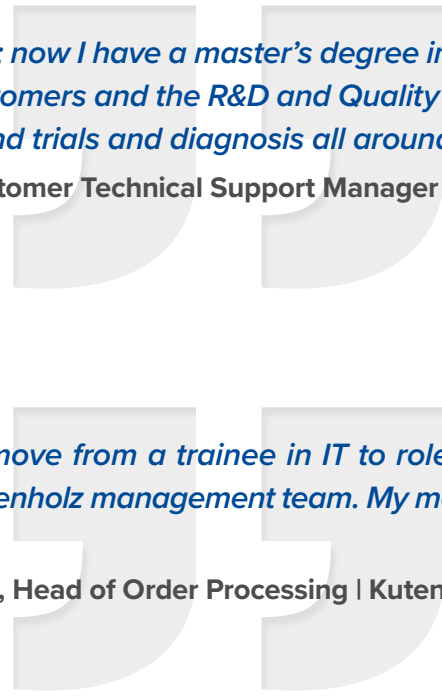 ; now I have a master's degree in
tomers and the R&D and Quality
nd trials and diagnosis all around
tomer Technical Support Manager
move from a trainee in IT to role
enholz management team. My m
, Head of Order Processing | Kuten